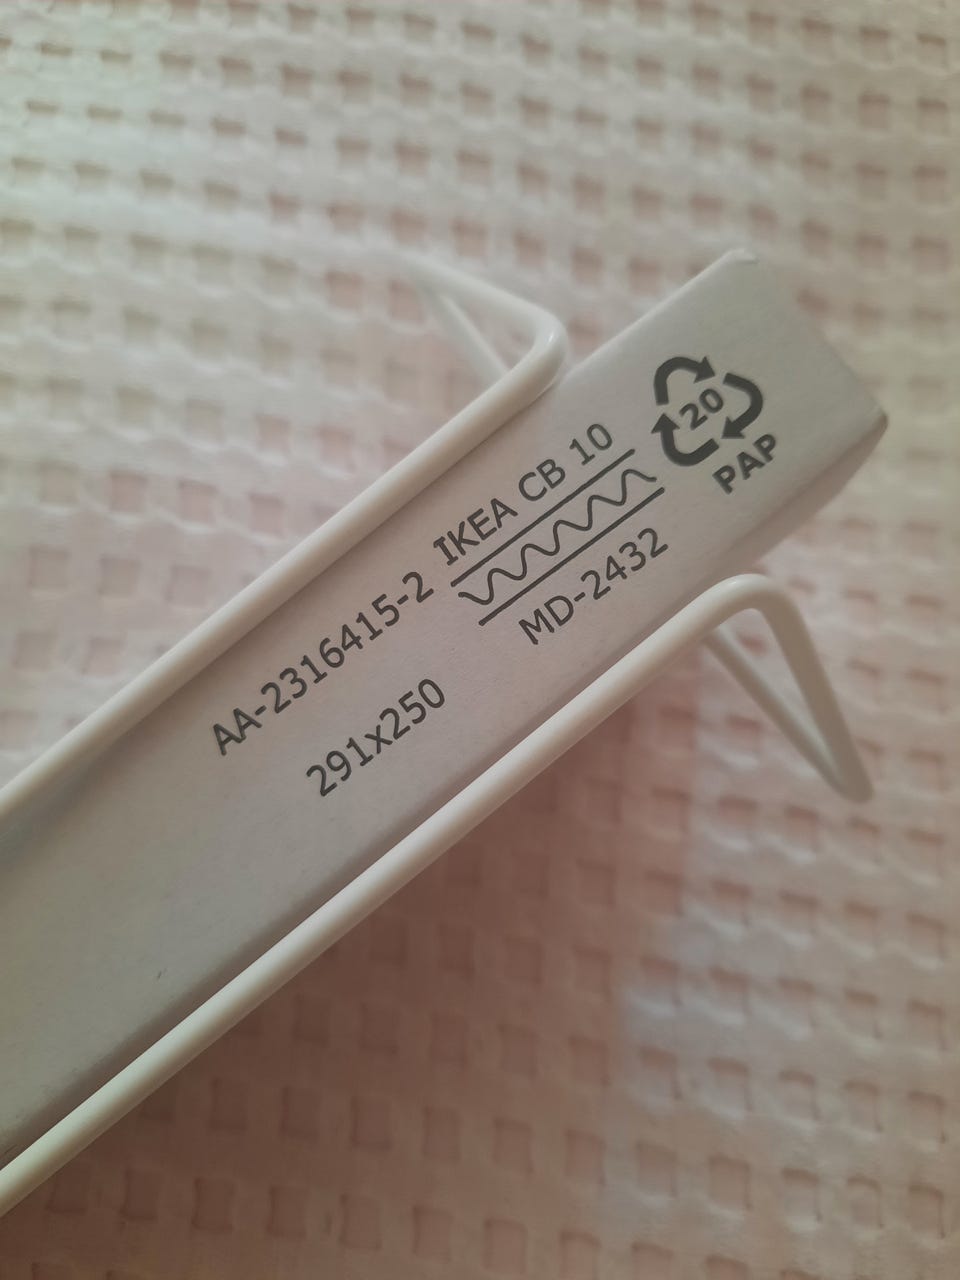 AA-2316415-2
291x250
IKEA CB 10
MD-2432
20
PAP